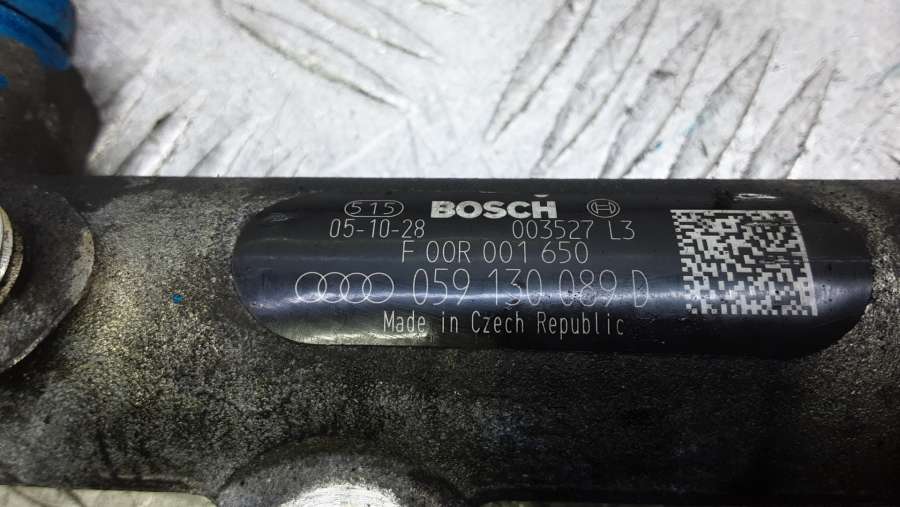 515 BOSCH
05-10-28 003527 L3
F 00R 001 650
059 130 089 D
Made in Czech Republic